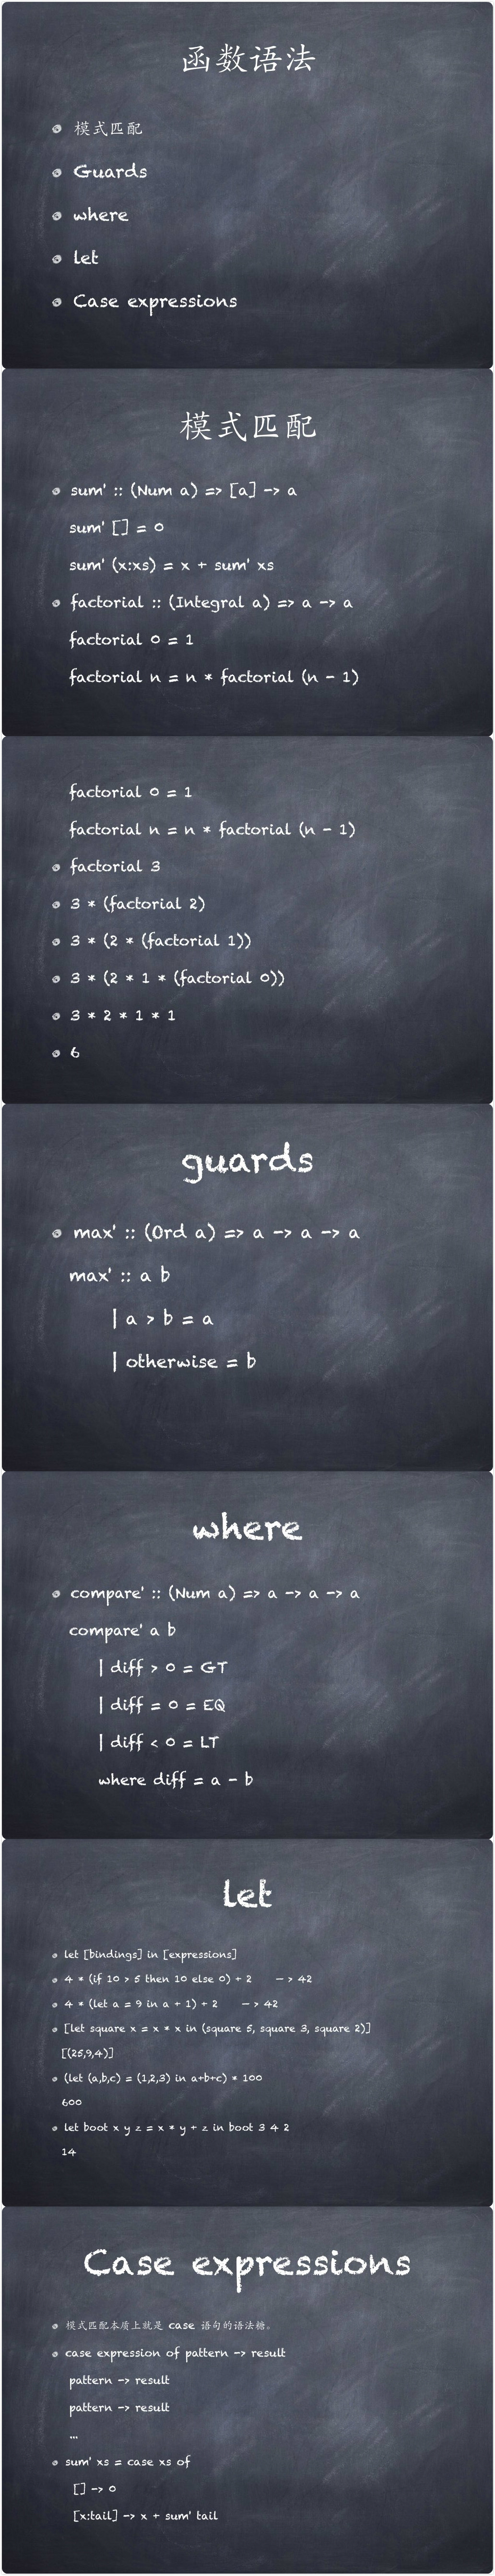 函数语法
模式匹配
Guards
where
let
Case expressions
模式匹配
sum' :: (Num a) => [a] -> a
sum' [] = 0
sum' (x:xs) = x + sum' xs
factorial :: (Integral a) => a -> a
factorial 0 = 1
factorial n = n * factorial (n - 1)
factorial 0 = 1
factorial n = n * factorial (n - 1)
factorial 3
3 * (factorial 2)
3 * (2 * (factorial 1))
3 * (2 * 1 * (factorial 0))
3 * 2 * 1 * 1
6
guards
max' :: (Ord a) => a -> a -> a
max' :: a b
| a > b = a
| otherwise = b
where
compare' :: (Num a) => a -> a -> a
compare' a b
| diff > 0 = GT
| diff = 0 = EQ
| diff < 0 = LT
where diff = a - b
let
let [bindings] in [expressions]
4 * (if 10 > 5 then 10 else 0) + 2 — > 42
4 * (let a = 9 in a + 1) + 2 — > 42
[let square x = x * x in (square 5, square 3, square 2)]
[(25,9,4)]
(let (a,b,c) = (1,2,3) in a+b+c) * 100
600
let boot x y z = x * y + z in boot 3 4 2
14
Case expressions
模式匹配本质上就是 case 语句的语法糖。
case expression of pattern -> result
pattern -> result
pattern -> result
...
sum' xs = case xs of
[] -> 0
[x:tail] -> x + sum' tail